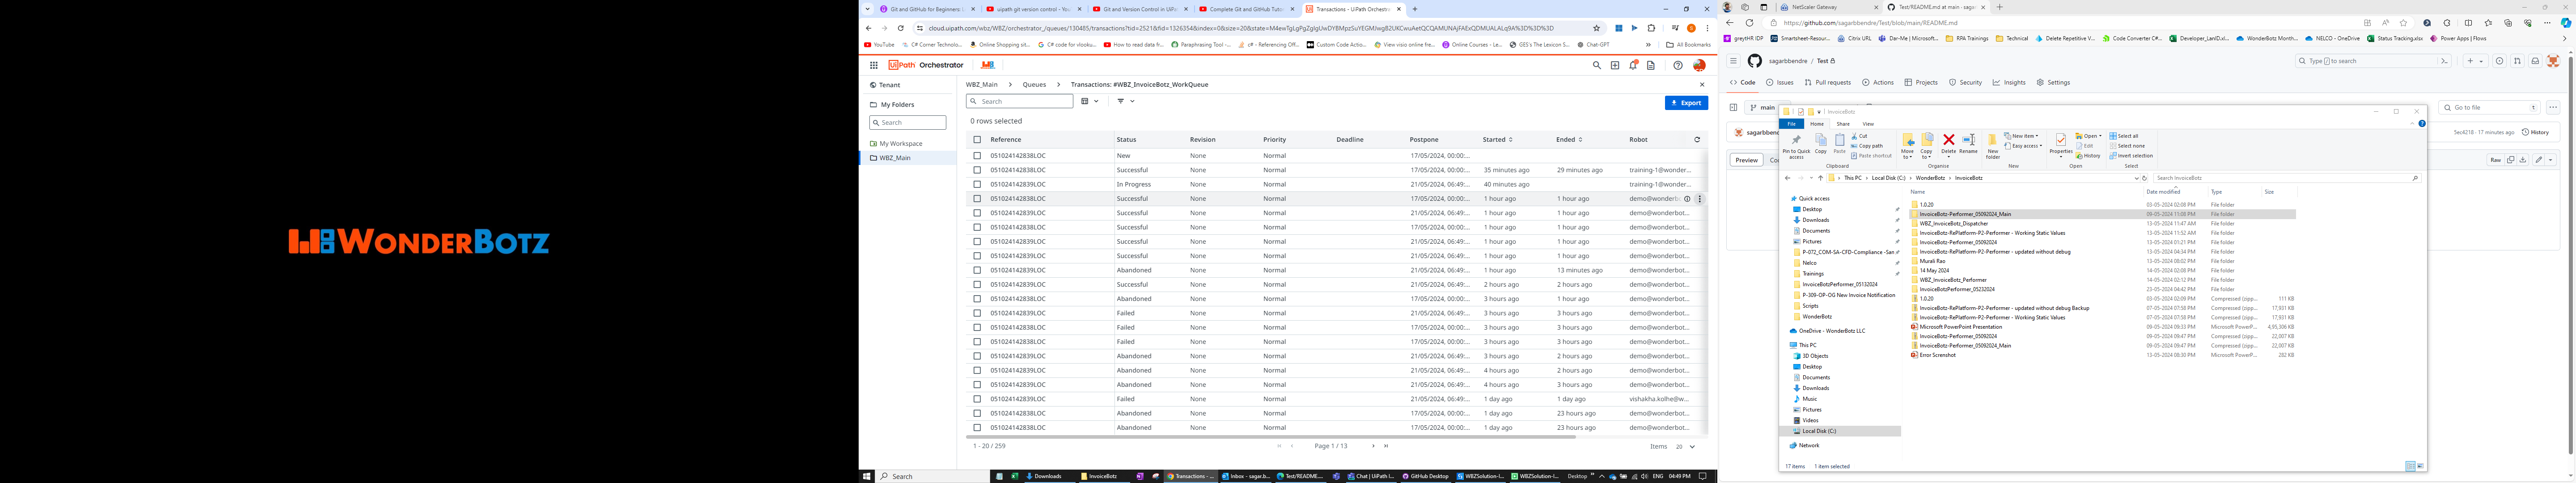 WONDERBOTZ
Git and GitHub for Beginners:
uipath git version control - You
Git and Version Control in UiPa
Complete Git and GitHub Tutor
Transactions - UiPath Orchestra
YouTube
C# Corner Technolo...
Online Shopping sit...
C# code for vlooku...
How to read data fr...
Paraphrasing Tool -...
c# - Referencing Off...
Custom Code Activ...
View visio online fre...
Online Courses - Le...
GES's The Lexicon S...
Chat-GPT
All Bookmarks
UiPath Orchestrator
Tenant
My Folders
Search
My Workspace
WBZ_Main
WBZ_Main > Queues > Transactions: #WBZ_InvoiceBotz_WorkQueue
Search
Export
0 rows selected
Reference Status Revision Priority Deadline Postpone Started Ended Robot
051024142838LOC New None Normal 17/05/2024, 00:00:...
051024142838LOC Successful None Normal 17/05/2024, 00:00:... 35 minutes ago 29 minutes ago training-1@wonder...
051024142839LOC In Progress None Normal 21/05/2024, 06:49:... 40 minutes ago training-1@wonder...
051024142838LOC Successful None Normal 17/05/2024, 00:00:... 1 hour ago 1 hour ago demo@wonderbo
051024142839LOC Successful None Normal 21/05/2024, 06:49:... 1 hour ago 1 hour ago demo@wonderbot...
051024142838LOC Successful None Normal 17/05/2024, 00:00:... 1 hour ago 1 hour ago demo@wonderbot...
051024142839LOC Successful None Normal 21/05/2024, 06:49:... 1 hour ago 1 hour ago demo@wonderbot...
051024142839LOC Successful None Normal 21/05/2024, 06:49:... 1 hour ago 1 hour ago demo@wonderbot...
051024142839LOC Abandoned None Normal 21/05/2024, 06:49:... 1 hour ago 13 minutes ago demo@wonderbot...
051024142839LOC Successful None Normal 21/05/2024, 06:49:... 2 hours ago 2 hours ago demo@wonderbot...
051024142838LOC Abandoned None Normal 17/05/2024, 00:00:... 3 hours ago 1 hour ago demo@wonderbot...
051024142839LOC Failed None Normal 21/05/2024, 06:49:... 3 hours ago 3 hours ago demo@wonderbot...
051024142838LOC Failed None Normal 17/05/2024, 00:00:... 3 hours ago 3 hours ago demo@wonderbot...
051024142838LOC Failed None Normal 17/05/2024, 00:00:... 3 hours ago 3 hours ago demo@wonderbot...
051024142839LOC Abandoned None Normal 21/05/2024, 06:49:... 3 hours ago 2 hours ago demo@wonderbot...
051024142839LOC Abandoned None Normal 21/05/2024, 06:49:... 4 hours ago 2 hours ago demo@wonderbot...
051024142839LOC Abandoned None Normal 21/05/2024, 06:49:... 4 hours ago 3 hours ago demo@wonderbot...
051024142839LOC Failed None Normal 21/05/2024, 06:49:... 1 day ago 1 day ago vishakha.kolhe@w...
051024142838LOC Abandoned None Normal 17/05/2024, 00:00:... 1 day ago 23 hours ago demo@wonderbot...
051024142838LOC Abandoned None Normal 17/05/2024, 00:00:... 1 day ago 23 hours ago demo@wonderbot...
1 - 20 / 259 Page 1 / 13 Items 20
Search
Downloads
InvoiceBotz
Transactions - ...
Inbox - sagar.b...
Test/README....
Chat | UiPath I...
GitHub Desktop
WBZSolution-I...
WBZSolution-I...
Desktop
ENG 04:49 PM
NetScaler Gateway
Test/README.md at main · sagar
https://github.com/sagarbbendre/Test/blob/main/README.md
greytHR IDP
Smartsheet-Resour...
Citrix URL
Dar-Me | Microsoft...
RPA Trainings
Technical
Delete Repetitive V...
Code Converter C#...
Developer_LanID.xl...
WonderBotz Month...
NELCO - OneDrive
Status Tracking.xlsx
Power Apps | Flows
sagarbbendre / Test
Type / to search
Code Issues Pull requests Actions Projects Security Insights Settings
main
Go to file
sagarbbend
Sec4218 · 17 minutes ago
History
Preview
Raw
InvoiceBotz
File Home Share View
Pin to Quick access
Copy
Paste
Cut
Copy path
Paste shortcut
Move to
Copy to
Delete
Rename
New folder
New item
Easy access
Properties
Open
Edit
History
Select all
Select none
Invert selection
Clipboard Organise New Open Select
This PC > Local Disk (C:) > WonderBotz > InvoiceBotz
Search InvoiceBotz
Quick access
Desktop
Downloads
Documents
Pictures
P-072_COM-SA-CFD-Compliance -San
Nelco
Trainings
InvoiceBotzPerformer_05132024
P-309-OP-OG New Invoice Notification
Scripts
WonderBotz
OneDrive - WonderBotz LLC
This PC
3D Objects
Desktop
Documents
Downloads
Music
Pictures
Videos
Local Disk (C:)
Network
Name Date modified Type Size
1.0.20 03-05-2024 02:08 PM File folder
InvoiceBotz-Performer_05092024_Main 09-05-2024 11:08 PM File folder
WBZ_InvoiceBotz_Dispatcher 13-05-2024 11:47 AM File folder
InvoiceBotz-RePlatform-P2-Performer - Working Static Values 13-05-2024 11:52 AM File folder
InvoiceBotz-Performer_05092024 13-05-2024 01:21 PM File folder
InvoiceBotz-RePlatform-P2-Performer - updated without debug 13-05-2024 04:34 PM File folder
Murali Rao 13-05-2024 08:02 PM File folder
14 May 2024 14-05-2024 02:08 PM File folder
WBZ_InvoiceBotz_Performer 14-05-2024 02:12 PM File folder
InvoiceBotzPerformer_05232024 23-05-2024 04:42 PM File folder
1.0.20 03-05-2024 02:09 PM Compressed (zipp... 111 KB
InvoiceBotz-RePlatform-P2-Performer - updated without debug Backup 07-05-2024 07:58 PM Compressed (zipp... 17,931 KB
InvoiceBotz-RePlatform-P2-Performer - Working Static Values 07-05-2024 07:58 PM Compressed (zipp... 17,931 KB
Microsoft PowerPoint Presentation 09-05-2024 09:33 PM Microsoft PowerP... 4,95,306 KB
InvoiceBotz-Performer_05092024 09-05-2024 09:47 PM Compressed (zipp... 22,007 KB
InvoiceBotz-Performer_05092024_Main 09-05-2024 09:47 PM Compressed (zipp... 22,007 KB
Error Screnshot 13-05-2024 08:30 PM Microsoft PowerP... 282 KB
17 items 1 item selected